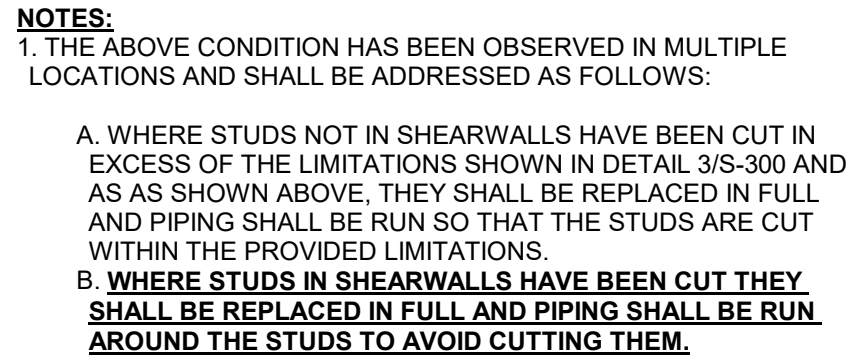 NOTES:
1. THE ABOVE CONDITION HAS BEEN OBSERVED IN MULTIPLE
LOCATIONS AND SHALL BE ADDRESSED AS FOLLOWS:
A. WHERE STUDS NOT IN SHEARWALLS HAVE BEEN CUT IN
EXCESS OF THE LIMITATIONS SHOWN IN DETAIL 3/S-300 AND
AS AS SHOWN ABOVE, THEY SHALL BE REPLACED IN FULL
AND PIPING SHALL BE RUN SO THAT THE STUDS ARE CUT
WITHIN THE PROVIDED LIMITATIONS.
B. WHERE STUDS IN SHEARWALLS HAVE BEEN CUT THEY
SHALL BE REPLACED IN FULL AND PIPING SHALL BE RUN
AROUND THE STUDS TO AVOID CUTTING THEM.